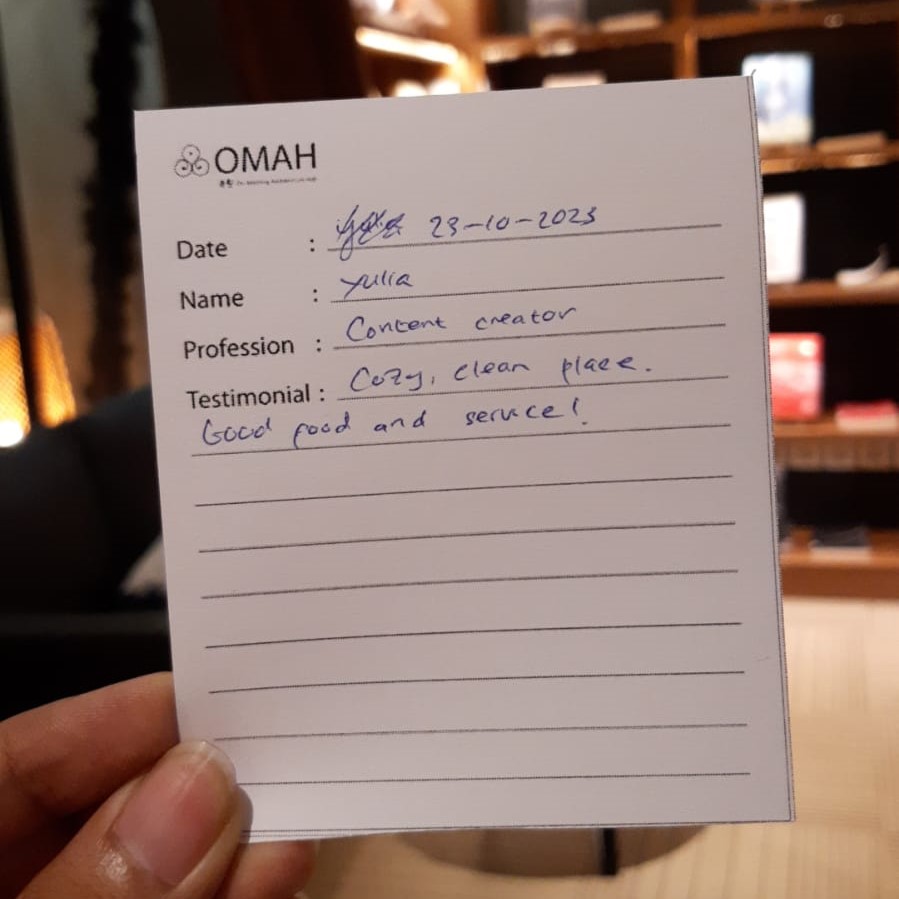 OMAH
Date : 23-10-2023
Name : Yulia
Profession : Content creator
Testimonial : Cozy, clean place.
Good food and service!